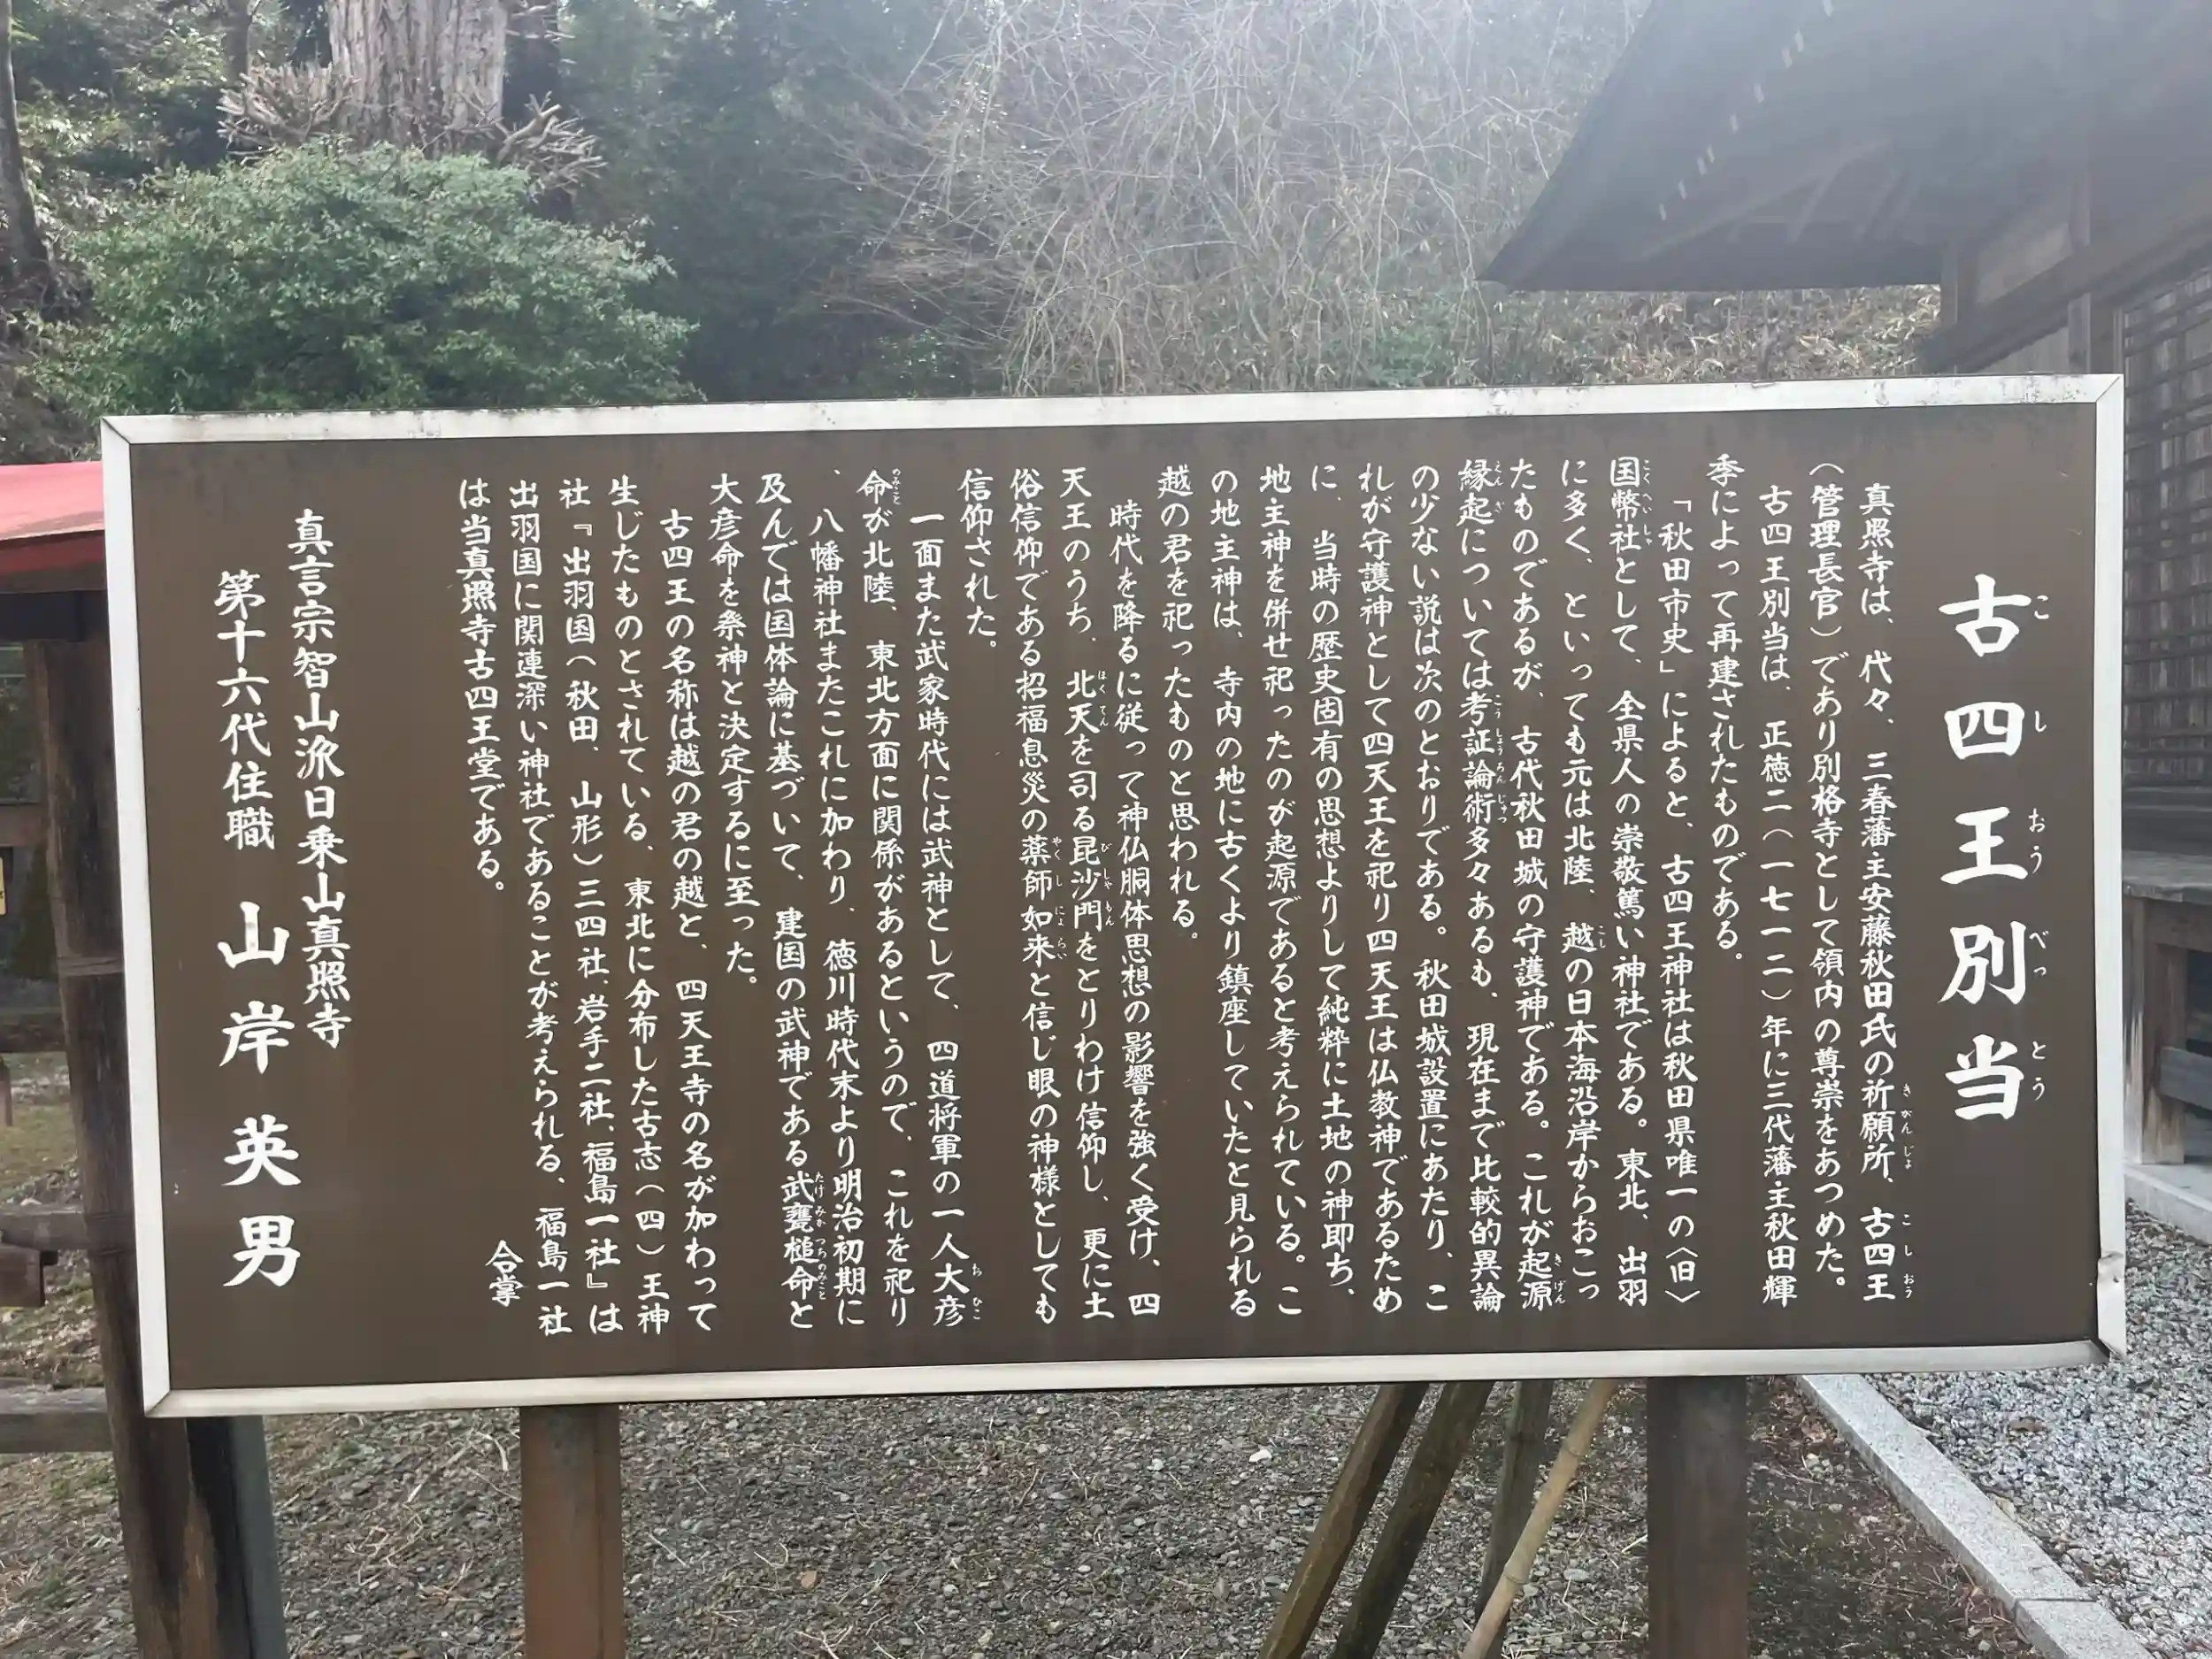 古四王別当
真照寺は、代々、三春藩主安藤秋田氏の祈願所、古四王
（管理長官）であり別格寺として領内の尊崇をあつめた。
古四王別当は、正徳二（一七一二）年に三代藩主秋田輝
季によって再建されたものである。
「秋田市史」によると、古四王神社は秋田県唯一の〈旧〉
国幣社として、全県人の崇敬篤い神社である。東北、出羽
に多く、といっても元は北陸、越の日本海沿岸からおこっ
たものであるが、古代秋田城の守護神である。これが起源
縁起については考証論術多々あるも、現在まで比較的異論
の少ない説は次のとおりである。秋田城設置にあたり、こ
れが守護神として四天王を祀り四天王は仏教神であるため
に、当時の歴史固有の思想よりして純粋に土地の神即ち、
地主神を併せ祀ったのが起源であると考えられている。こ
の地主神は、寺内の地に古くより鎮座していたと見られる
越の君を祀ったものと思われる。
時代を降るに従って神仏胴体思想の影響を強く受け、四
天王のうち、北天を司る昆沙門をとりわけ信仰し、更に土
俗信仰である招福息災の薬師如来と信じ眼の神様としても
信仰された。
一面また武家時代には武神として、四道将軍の一人大彦
命が北陸、東北方面に関係があるというので、これを祀り
、八幡神社またこれに加わり、徳川時代末より明治初期に
及んでは国体論に基づいて、建国の武神である武甕槌命と
大彦命を祭神と決定するに至った。
古四王の名称は越の君の越と、四天王寺の名が加わって
生じたものとされている、東北に分布した古志（四）王神
社『出羽国（秋田、山形）三四社、岩手二社、福島一社』は
出羽国に関連深い神社であることが考えられる、福島一社
は当真照寺古四王堂である。
合掌
真言宗智山派日乗山真照寺
第十六代住職 山岸英男